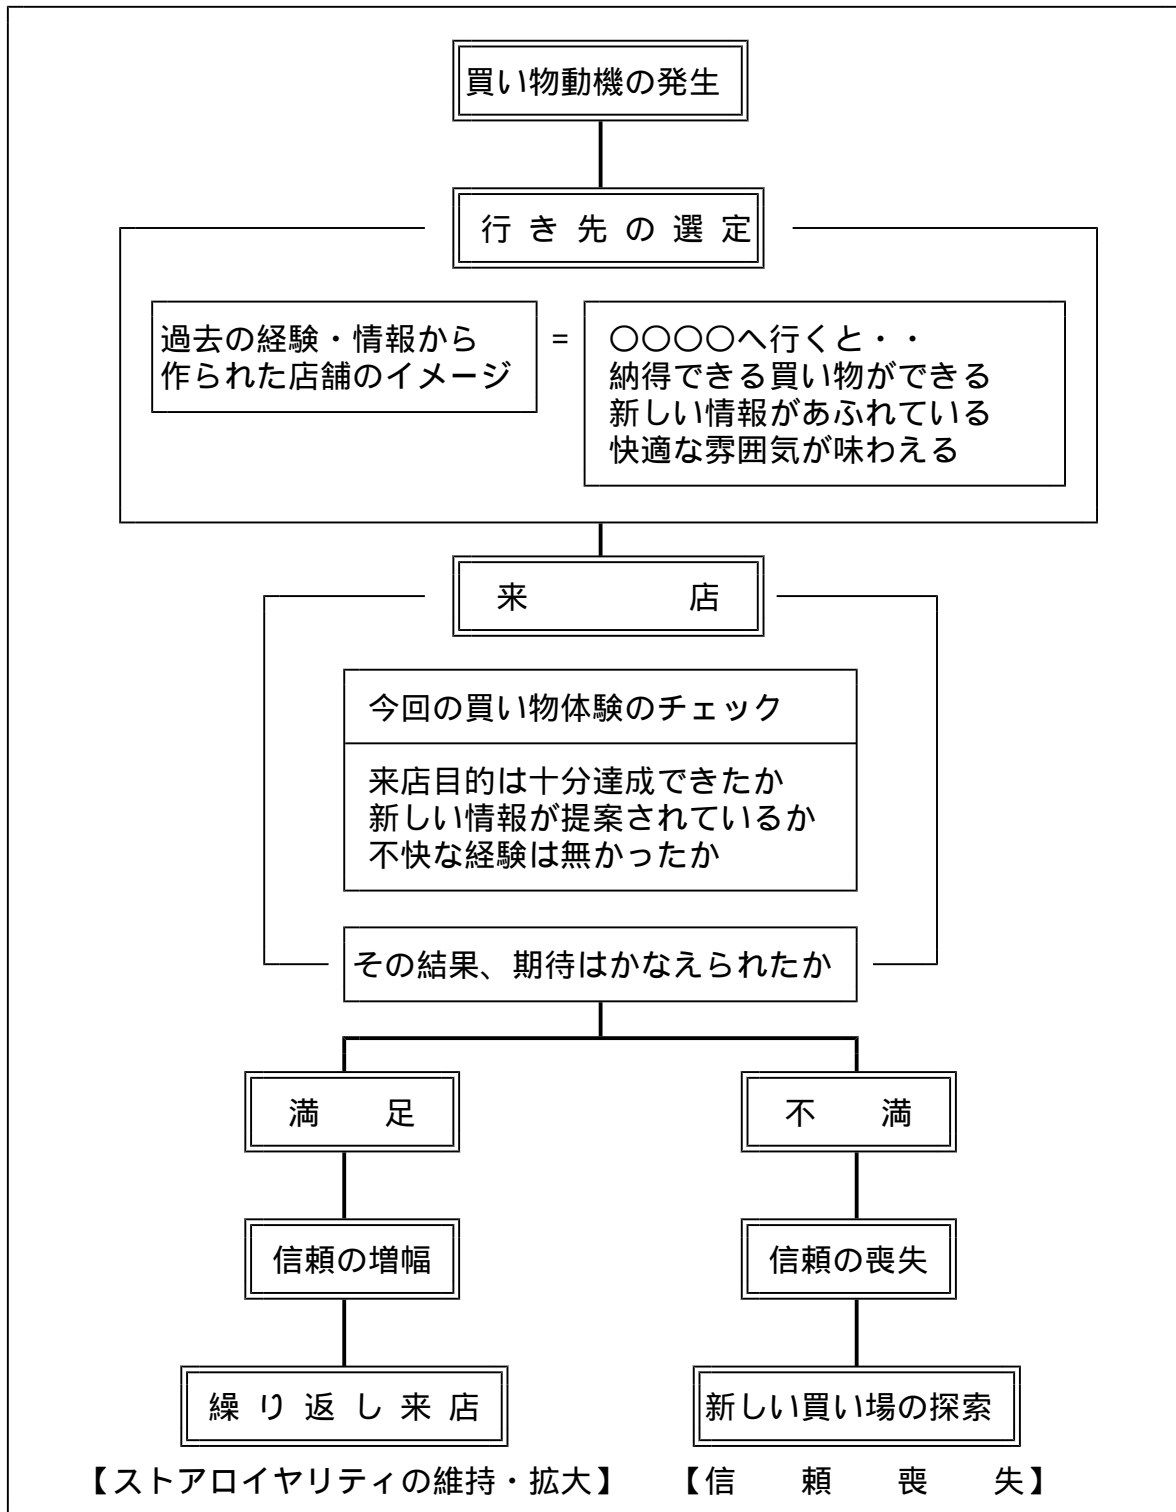 買い物動機の発生
行き先の選定
過去の経験・情報から
作られた店舗のイメージ
=
〇〇〇〇へ行くと・・
納得できる買い物ができる
新しい情報があふれている
快適な雰囲気が味わえる
来店
今回の買い物体験のチェック
来店目的は十分達成できたか
新しい情報が提案されているか
不快な経験は無かったか
その結果、期待はかなえられたか
満足
不満
信頼の増幅
信頼の喪失
繰り返し来店
新しい買い場の探索
【ストアロイヤリティの維持・拡大】
【信頼喪失】